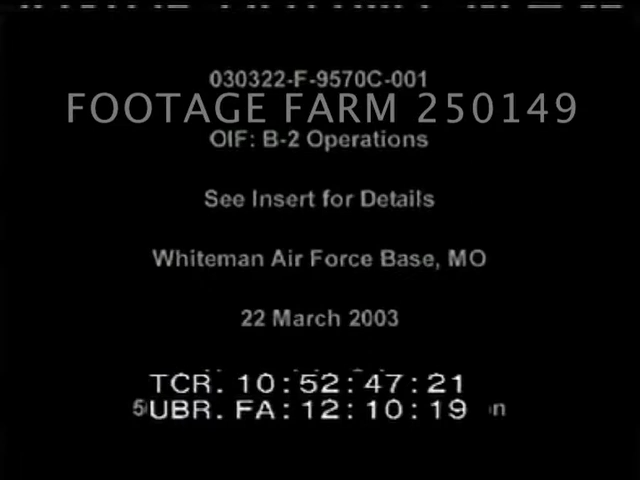 030322-F-9570C-001
FOOTAGE FARM 250149
OIF: B-2 Operations
See Insert for Details
Whiteman Air Force Base, MO
22 March 2003
TCR. 10:52:47:21
UBR. FA:12:10:19